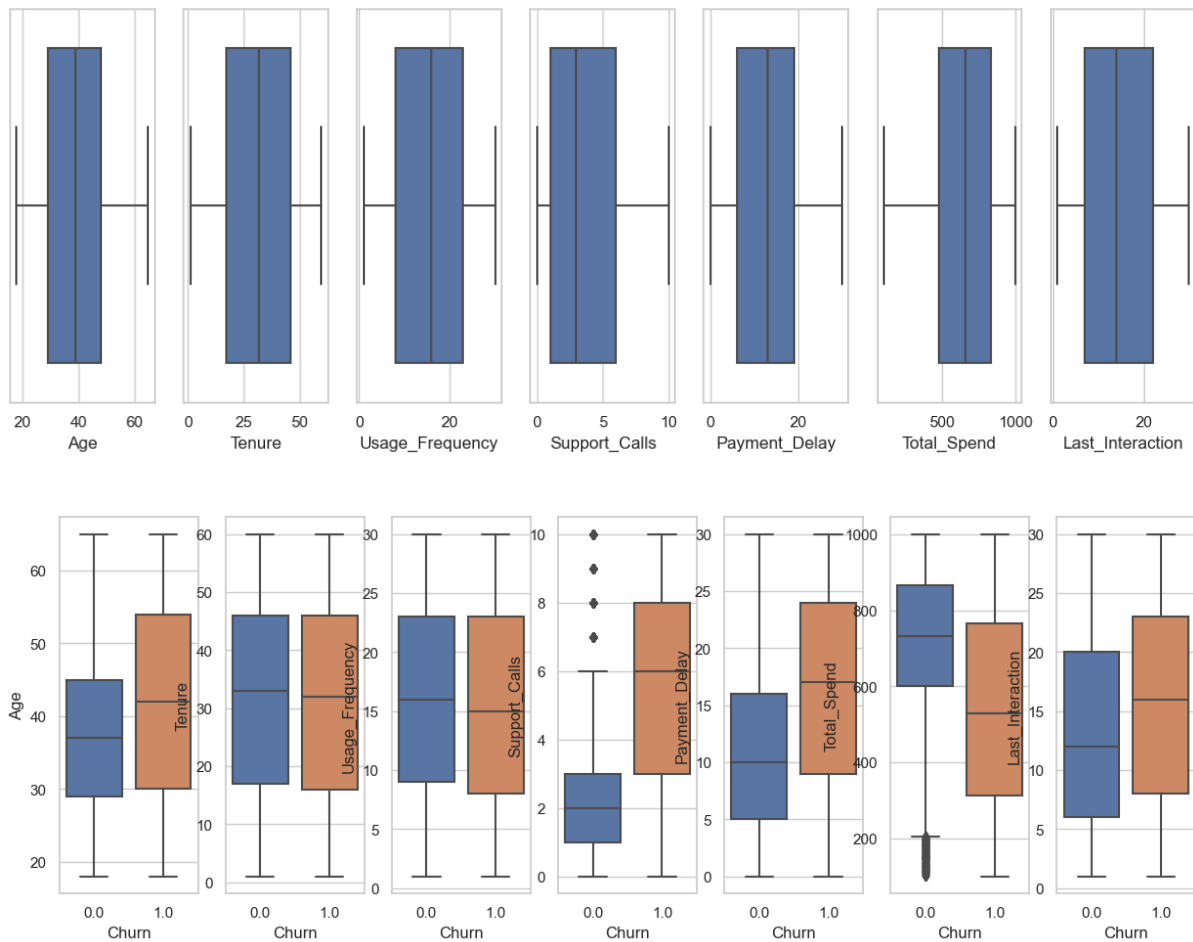 20 40 60
Age
0 25 50
Tenure
0 20
Usage_Frequency
0 5 10
Support_Calls
0 20
Payment_Delay
500 1000
Total_Spend
0 20
Last_Interaction
60
50
40
30
20
Age
0.0 1.0
Churn
60
50
40
30
20
10
0
Tenure
0.0 1.0
Churn
30
25
20
15
10
5
0
Usage_Frequency
0.0 1.0
Churn
10
8
6
4
2
0
Support_Calls
0.0 1.0
Churn
30
25
20
15
10
5
0
Payment_Delay
0.0 1.0
Churn
1000
800
600
400
200
Total_Spend
0.0 1.0
Churn
30
25
20
15
10
5
0
Last_Interaction
0.0 1.0
Churn